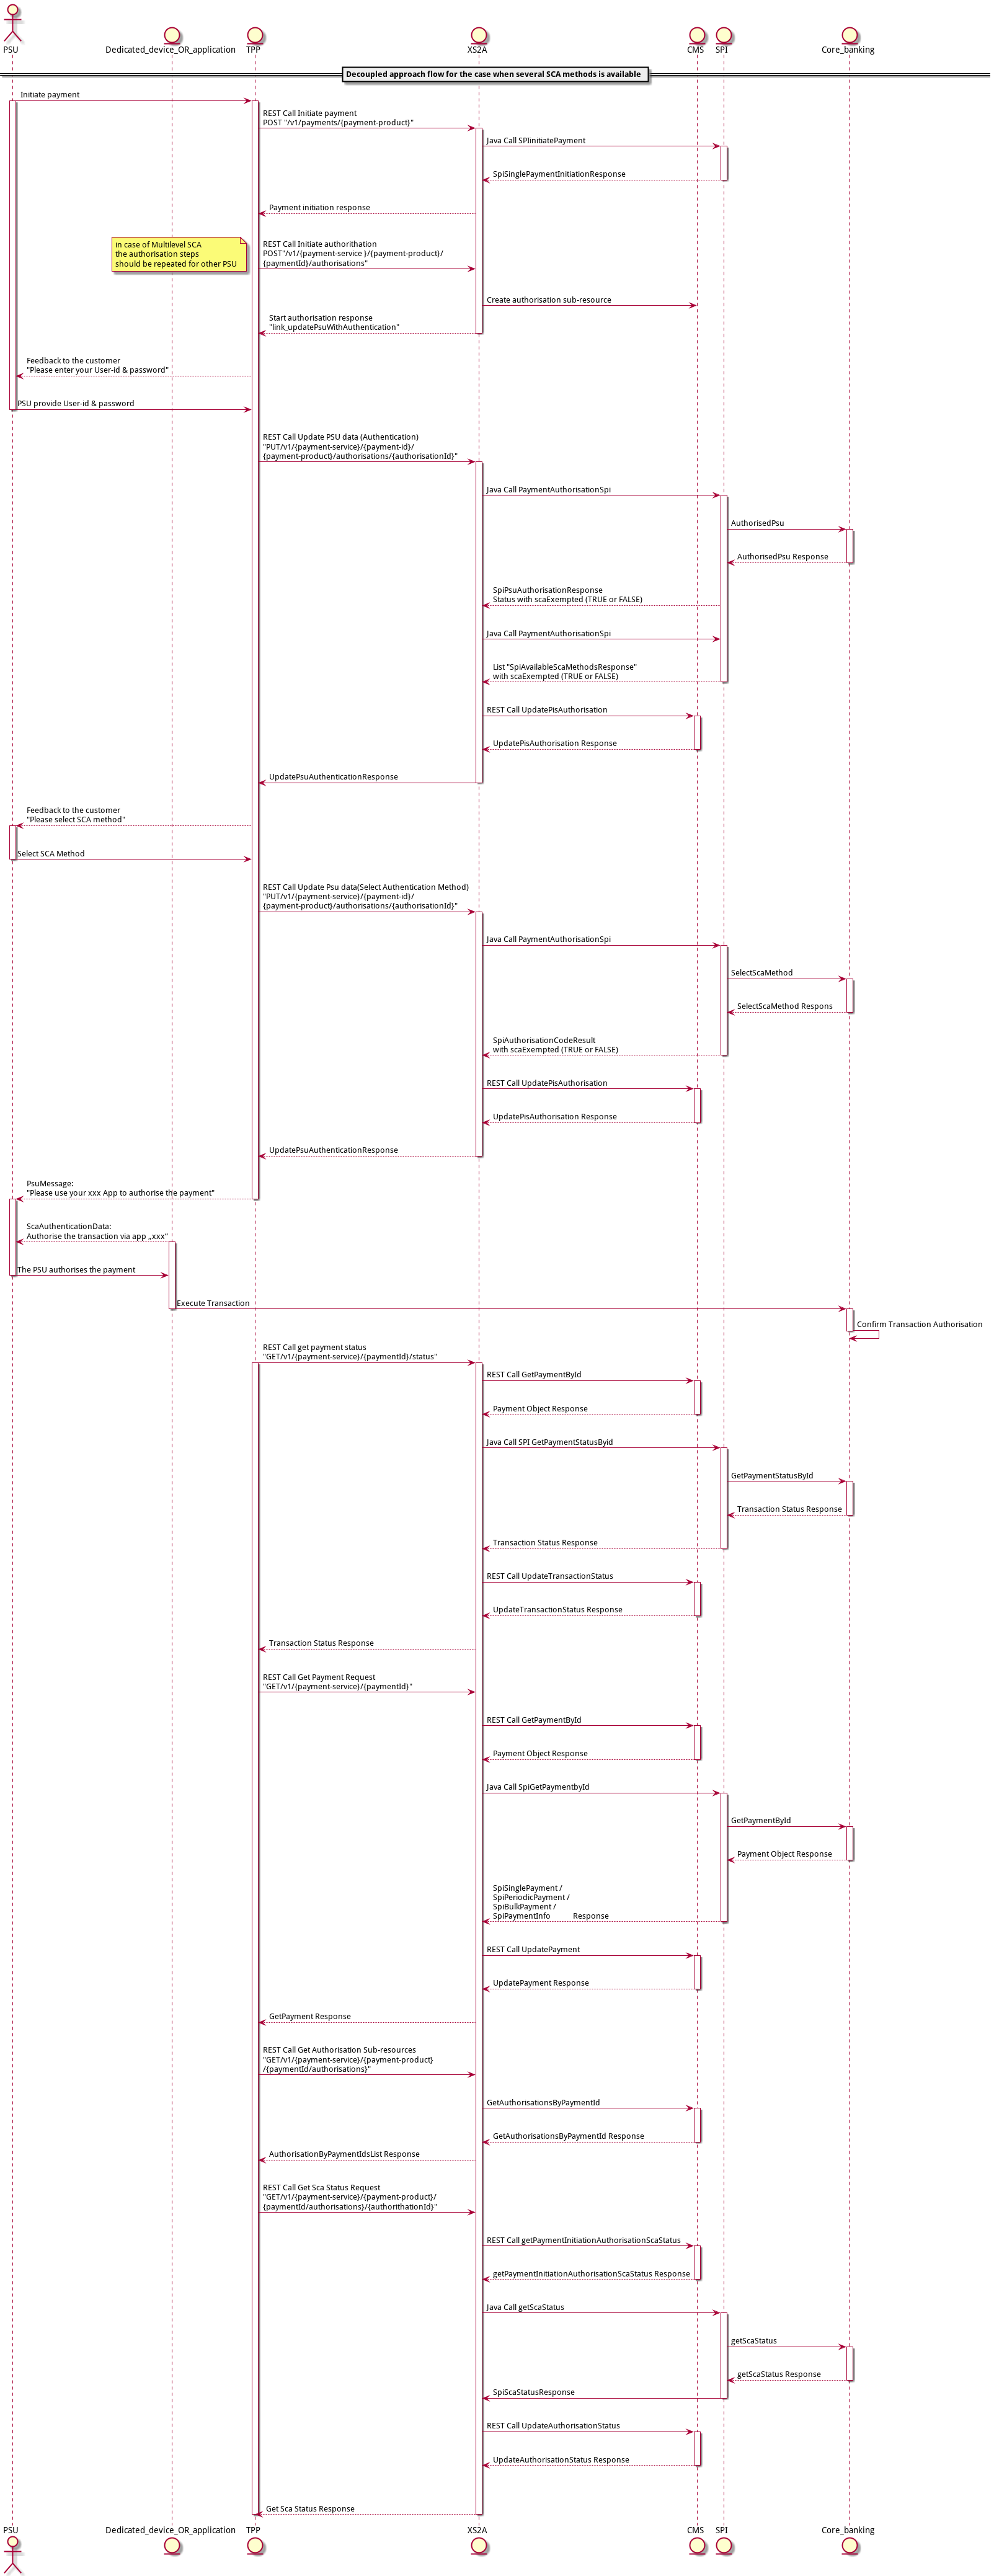 PSU
Dedicated_device_OR_application
TPP
XS2A
CMS
SPI
Core_banking
Decoupled approach flow for the case when several SCA methods is available
Initiate payment
REST Call Initiate payment
POST "/v1/payments/{payment-product}"
Java Call SPIinitiatePayment
SpiSinglePaymentInitiationResponse
Payment initiation response
in case of Multilevel SCA
the authorisation steps
should be repeated for other PSU
REST Call Initiate authorithation
POST"/v1/{payment-service }/{payment-product}/
{paymentId}/authorisations"
Create authorisation sub-resource
Start authorisation response
"link_updatePsuWithAuthentication"
Feedback to the customer
"Please enter your User-id & password"
PSU provide User-id & password
REST Call Update PSU data (Authentication)
"PUT/v1/{payment-service}/{payment-id}/
{payment-product}/authorisations/{authorisationId}"
Java Call PaymentAuthorisationSpi
AuthorisedPsu
AuthorisedPsu Response
SpiPsuAuthorisationResponse
Status with scaExempted (TRUE or FALSE)
Java Call PaymentAuthorisationSpi
List "SpiAvailableScaMethodsResponse"
with scaExempted (TRUE or FALSE)
REST Call UpdatePisAuthorisation
UpdatePisAuthorisation Response
UpdatePsuAuthenticationResponse
Feedback to the customer
"Please select SCA method"
Select SCA Method
REST Call Update Psu data(Select Authentication Method)
"PUT/v1/{payment-service}/{payment-id}/
{payment-product}/authorisations/{authorisationId}"
Java Call PaymentAuthorisationSpi
SelectScaMethod
SelectScaMethod Respons
SpiAuthorisationCodeResult
with scaExempted (TRUE or FALSE)
REST Call UpdatePisAuthorisation
UpdatePisAuthorisation Response
UpdatePsuAuthenticationResponse
PsuMessage:
"Please use your xxx App to authorise the payment"
ScaAuthenticationData:
Authorise the transaction via app „xxx“
The PSU authorises the payment
Execute Transaction
Confirm Transaction Authorisation
REST Call get payment status
"GET/v1/{payment-service}/{paymentId}/status"
REST Call GetPaymentById
Payment Object Response
Java Call SPI GetPaymentStatusByid
GetPaymentStatusById
Transaction Status Response
Transaction Status Response
REST Call UpdateTransactionStatus
UpdateTransactionStatus Response
Transaction Status Response
REST Call Get Payment Request
"GET/v1/{payment-service}/{paymentId}"
REST Call GetPaymentById
Payment Object Response
Java Call SpiGetPaymentbyId
GetPaymentById
Payment Object Response
SpiSinglePayment /
SpiPeriodicPayment /
SpiBulkPayment /
SpiPaymentInfo Response
REST Call UpdatePayment
UpdatePayment Response
GetPayment Response
REST Call Get Authorisation Sub-resources
"GET/v1/{payment-service}/{payment-product}
/{paymentId/authorisations}"
GetAuthorisationsByPaymentId
GetAuthorisationsByPaymentId Response
AuthorisationByPaymentIdsList Response
REST Call Get Sca Status Request
"GET/v1/{payment-service}/{payment-product}/
{paymentId/authorisations}/{authorithationId}"
REST Call getPaymentInitiationAuthorisationScaStatus
getPaymentInitiationAuthorisationScaStatus Response
Java Call getScaStatus
getScaStatus
getScaStatus Response
SpiScaStatusResponse
REST Call UpdateAuthorisationStatus
UpdateAuthorisationStatus Response
Get Sca Status Response
PSU
Dedicated_device_OR_application
TPP
XS2A
CMS
SPI
Core_banking